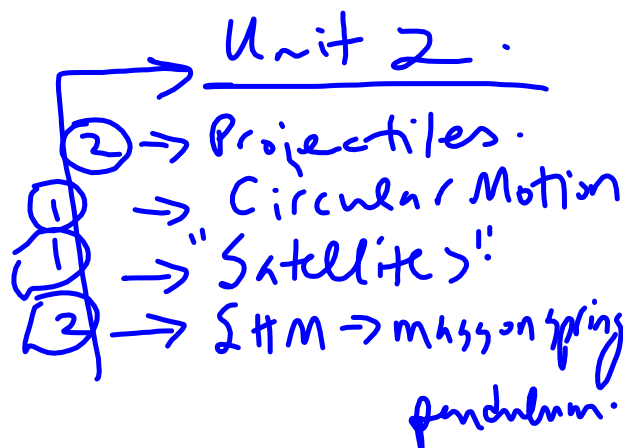 Unit 2.
2 → Projectiles.
1 → Circular Motion
1 → "Satellites".
2 → SHM → mass on spring
pendulum.